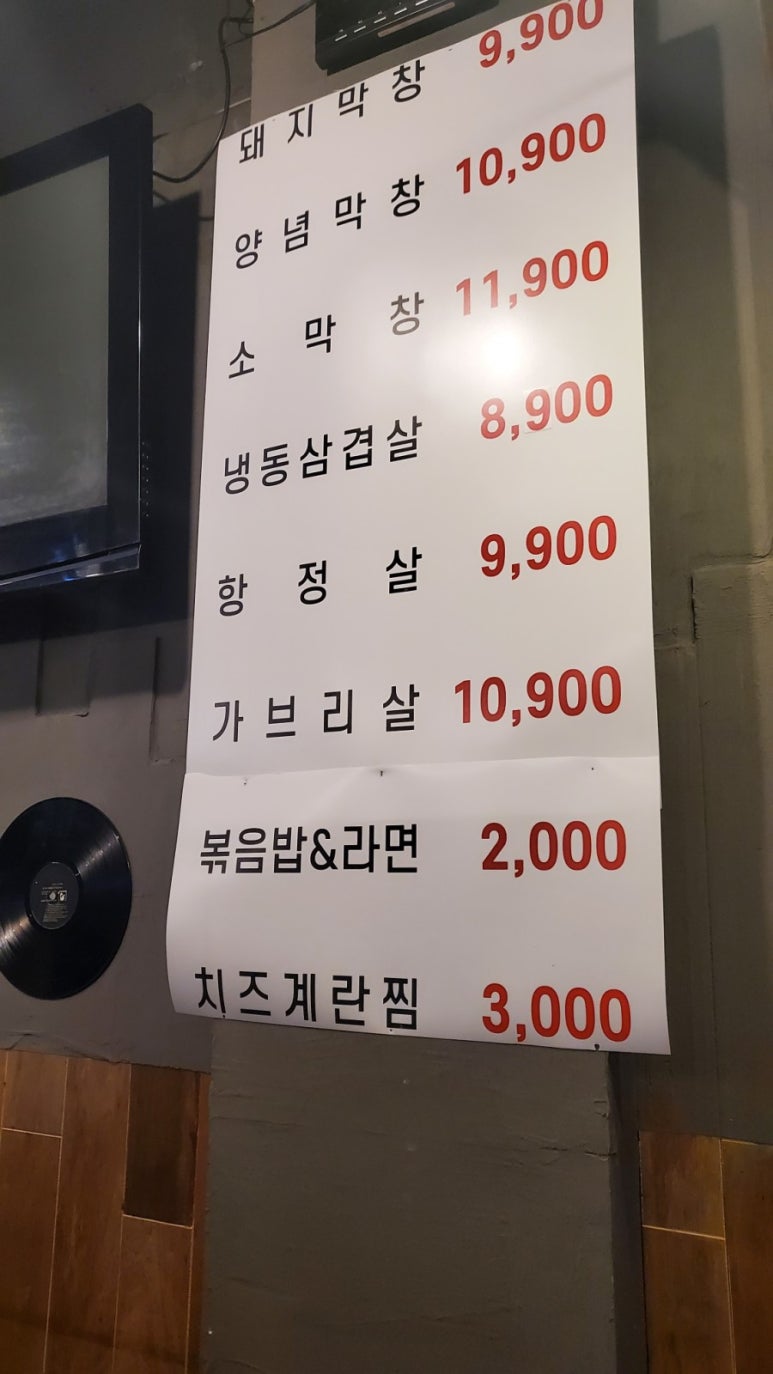 돼지막창 9,900
양념막창 10,900
소막창 11,900
냉동삼겹살 8,900
항정살 9,900
가브리살 10,900
볶음밥&라면 2,000
치즈계란찜 3,000